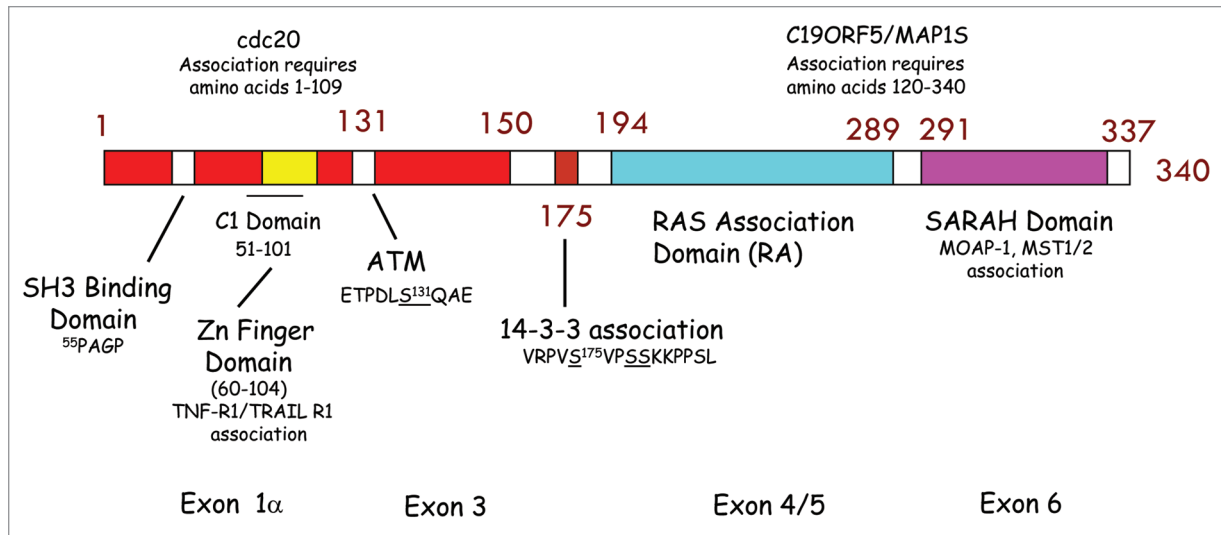 cdc20
Association requires
amino acids 1-109
C19ORF5/MAP1S
Association requires
amino acids 120-340
1
131
150
194
289
291
337
340
175
C1 Domain
51-101
SH3 Binding
Domain
⁵⁵PAGP
Zn Finger
Domain
(60-104)
TNF-R1/TRAIL R1
association
ATM
ETPDLS¹³¹QAE
14-3-3 association
VRPVS¹⁷⁵VPSSKKPPSL
RAS Association
Domain (RA)
SARAH Domain
MOAP-1, MST1/2
association
Exon 1α
Exon 3
Exon 4/5
Exon 6